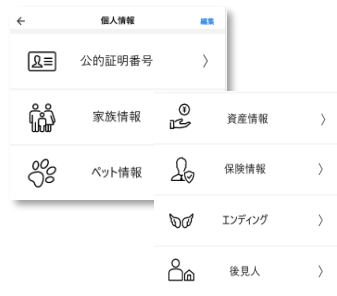 個人情報
編集
公的証明番号
家族情報
ペット情報
資産情報
保険情報
エンディング
後見人